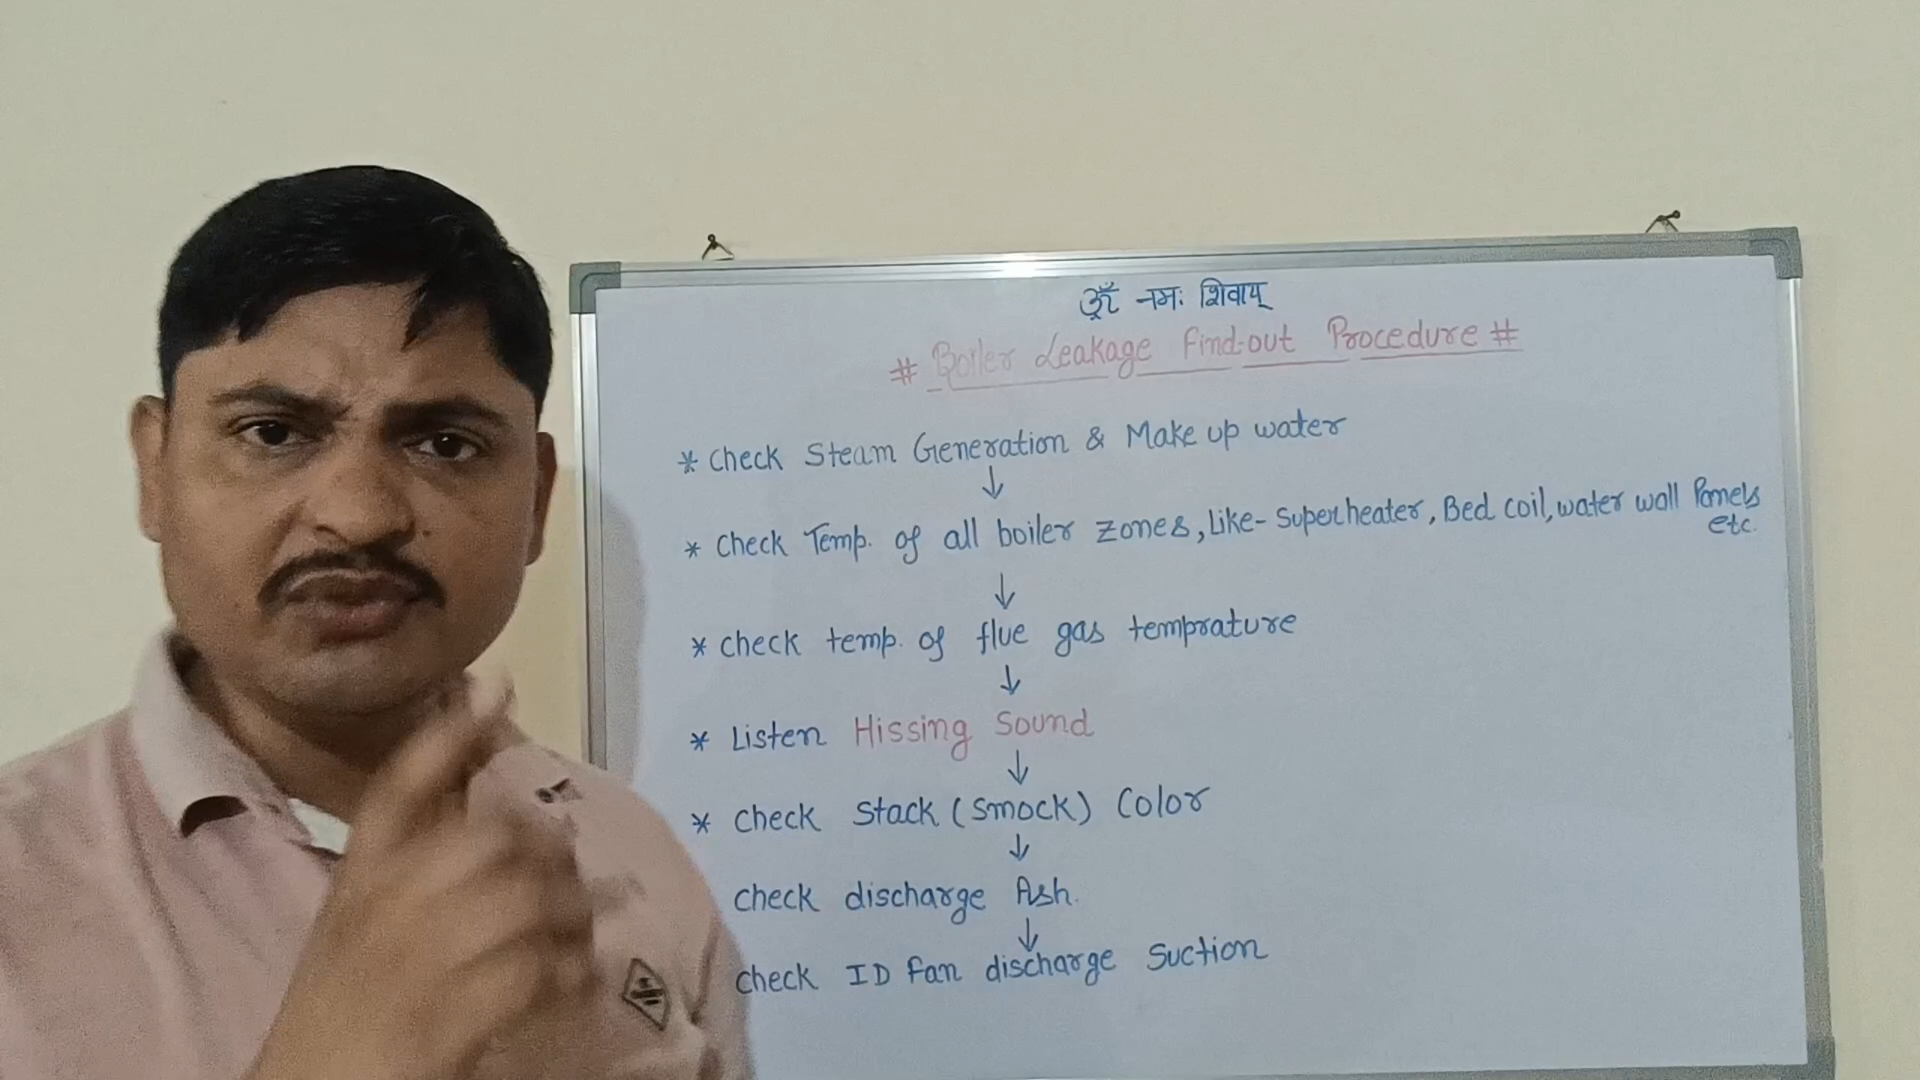 ॐ नमः शिवाय्
# Boiler Leakage Find-out Procedure #
* Check Steam Generation & Make up water
↓
* Check Temp. of all boiler zones, Like- Superheater, Bed coil, water wall Panels
etc.
↓
* Check temp. of flue gas temprature
↓
* Listen Hissing Sound
↓
* Check Stack (Smock) Color
↓
Check discharge Ash.
↓
Check ID Fan discharge Suction